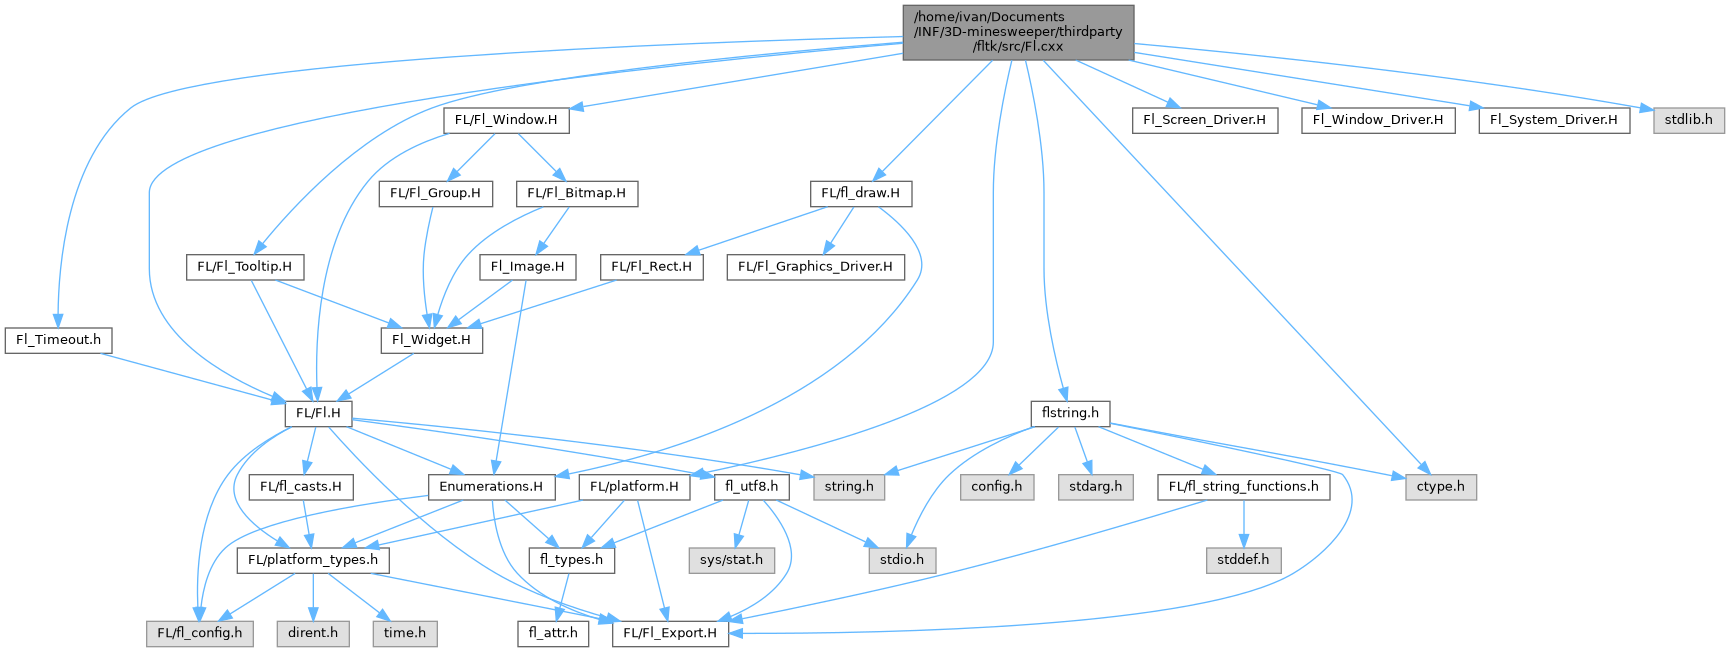 /home/ivan/Documents
/INF/3D-minesweeper/thirdparty
/fltk/src/Fl.cxx
FL/Fl_Window.H
Fl_Screen_Driver.H
Fl_Window_Driver.H
Fl_System_Driver.H
stdlib.h
FL/Fl_Group.H
FL/Fl_Bitmap.H
FL/fl_draw.H
FL/Fl_Tooltip.H
Fl_Image.H
FL/Fl_Rect.H
FL/Fl_Graphics_Driver.H
Fl_Timeout.h
Fl_Widget.H
FL/Fl.H
flstring.h
FL/fl_casts.H
Enumerations.H
FL/platform.H
fl_utf8.h
string.h
config.h
stdarg.h
FL/fl_string_functions.h
ctype.h
FL/platform_types.h
fl_types.h
sys/stat.h
stdio.h
stddef.h
FL/fl_config.h
dirent.h
time.h
fl_attr.h
FL/Fl_Export.H